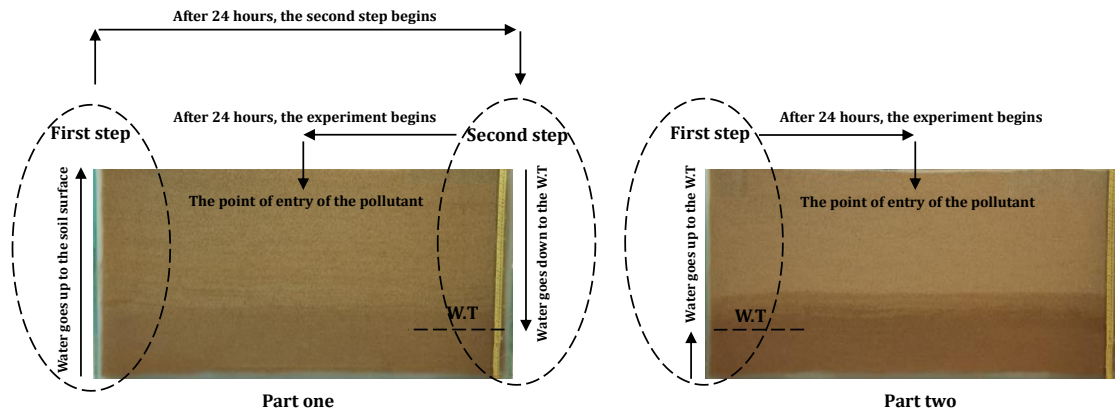 After 24 hours, the second step begins
After 24 hours, the experiment begins
First step
Second step
Water goes up to the soil surface
The point of entry of the pollutant
Water goes down to the W.T
W.T
Part one
After 24 hours, the experiment begins
First step
Water goes up to the W.T
The point of entry of the pollutant
W.T
Part two